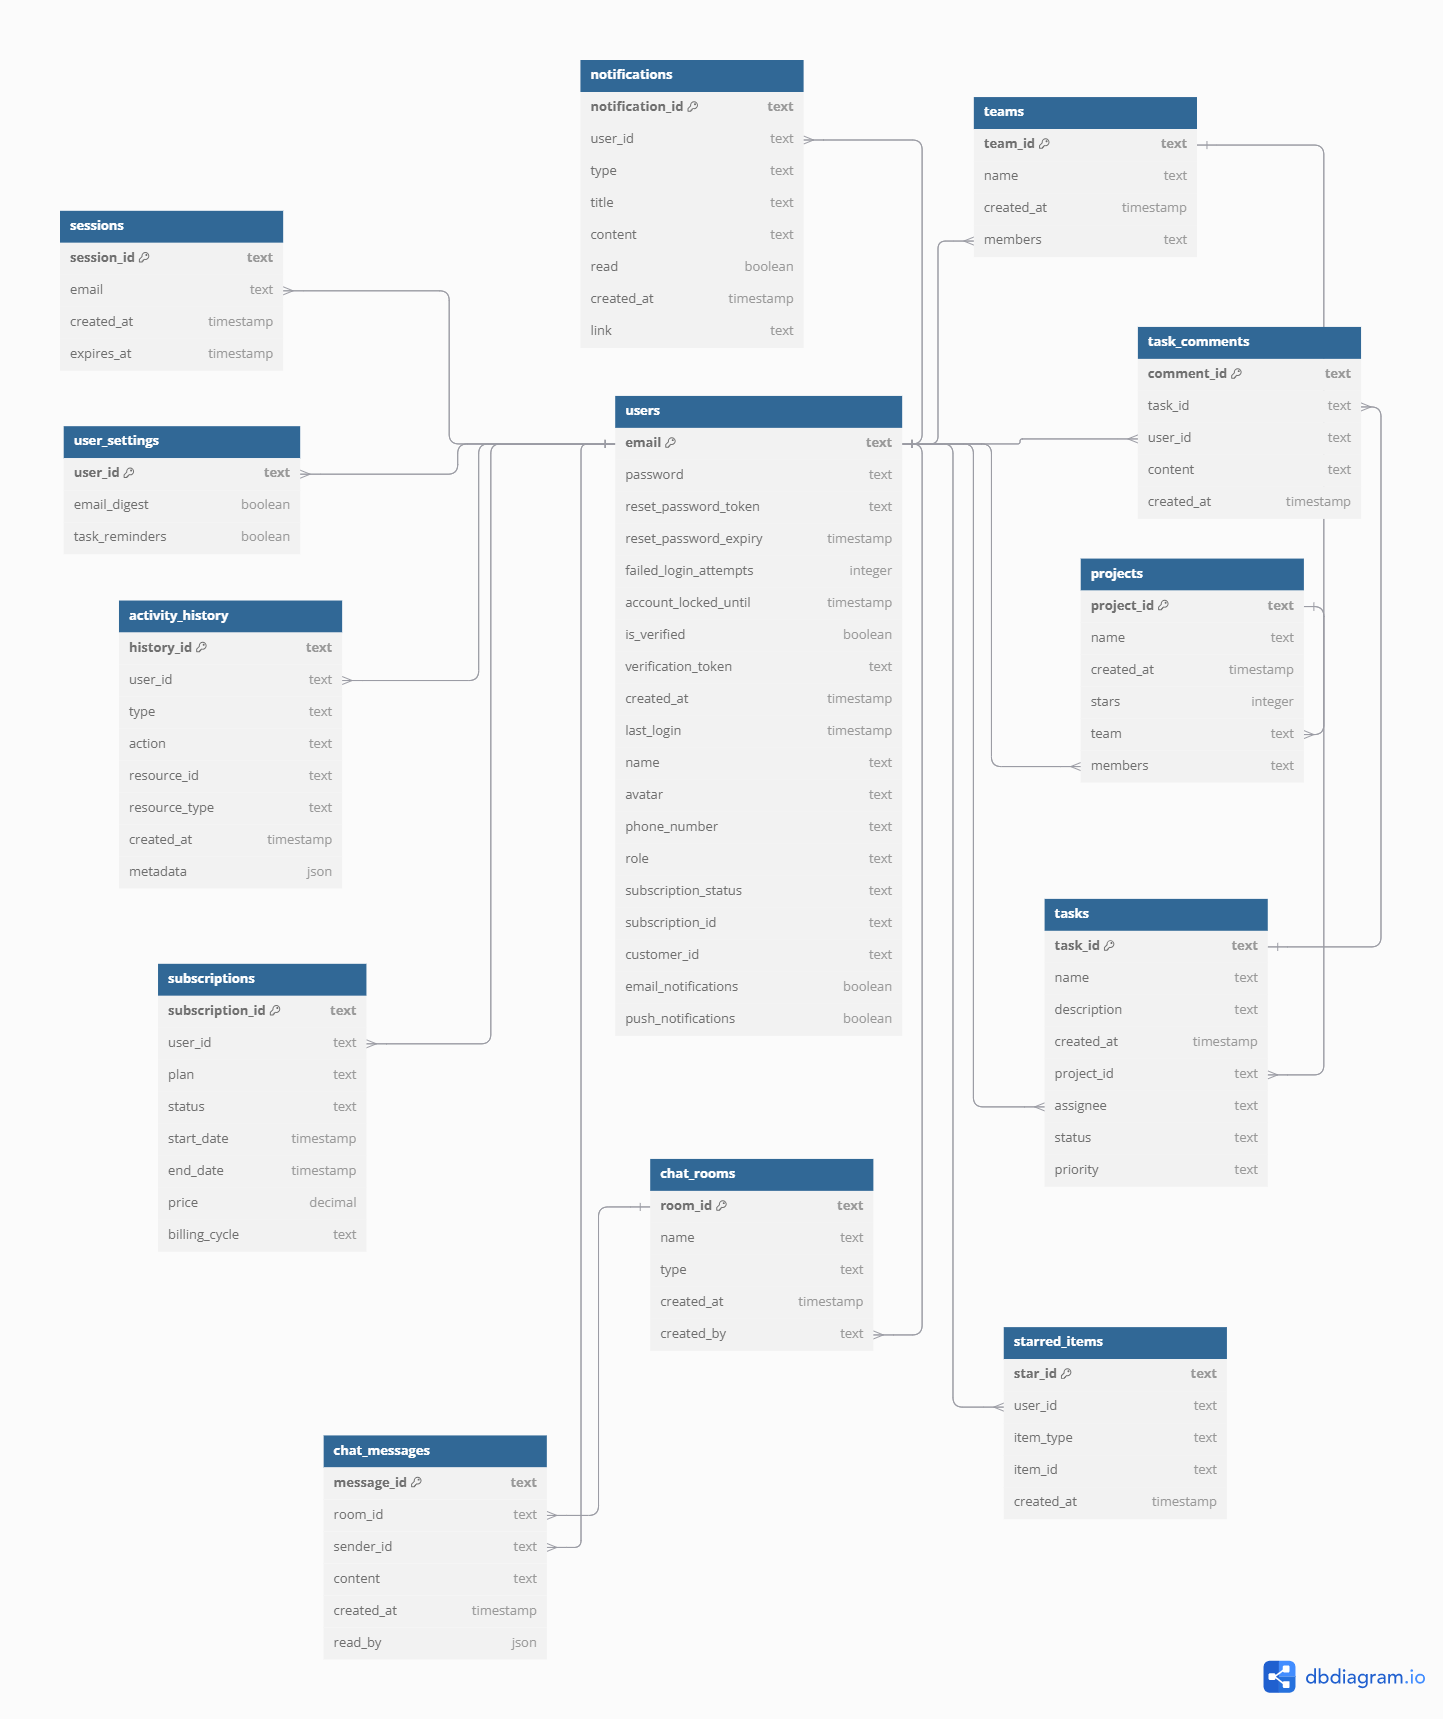 notifications
notification_id text
user_id text
type text
title text
content text
read boolean
created_at timestamp
link text
teams
team_id text
name text
created_at timestamp
members text
sessions
session_id text
email text
created_at timestamp
expires_at timestamp
task_comments
comment_id text
task_id text
user_id text
content text
created_at timestamp
users
email text
password text
reset_password_token text
reset_password_expiry timestamp
failed_login_attempts integer
account_locked_until timestamp
is_verified boolean
verification_token text
created_at timestamp
last_login timestamp
name text
avatar text
phone_number text
role text
subscription_status text
subscription_id text
customer_id text
email_notifications boolean
push_notifications boolean
user_settings
user_id text
email_digest boolean
task_reminders boolean
projects
project_id text
name text
created_at timestamp
stars integer
team text
members text
activity_history
history_id text
user_id text
type text
action text
resource_id text
resource_type text
created_at timestamp
metadata json
tasks
task_id text
name text
description text
created_at timestamp
project_id text
assignee text
status text
priority text
subscriptions
subscription_id text
user_id text
plan text
status text
start_date timestamp
end_date timestamp
price decimal
billing_cycle text
chat_rooms
room_id text
name text
type text
created_at timestamp
created_by text
starred_items
star_id text
user_id text
item_type text
item_id text
created_at timestamp
chat_messages
message_id text
room_id text
sender_id text
content text
created_at timestamp
read_by json
dbdiagram.io